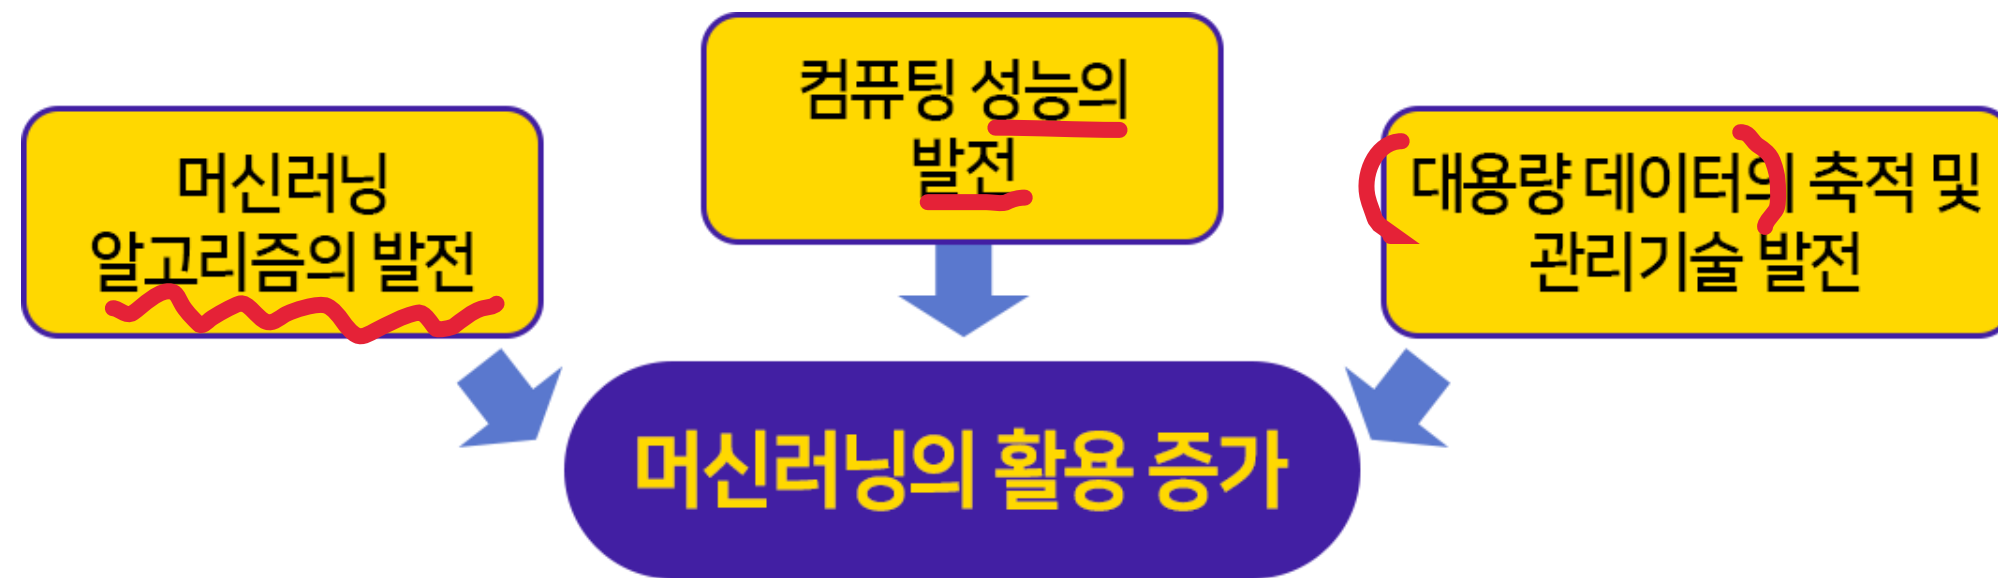 머신러닝
알고리즘의 발전
컴퓨팅 성능의
발전
대용량 데이터의 축적 및
관리기술 발전
머신러닝의 활용 증가